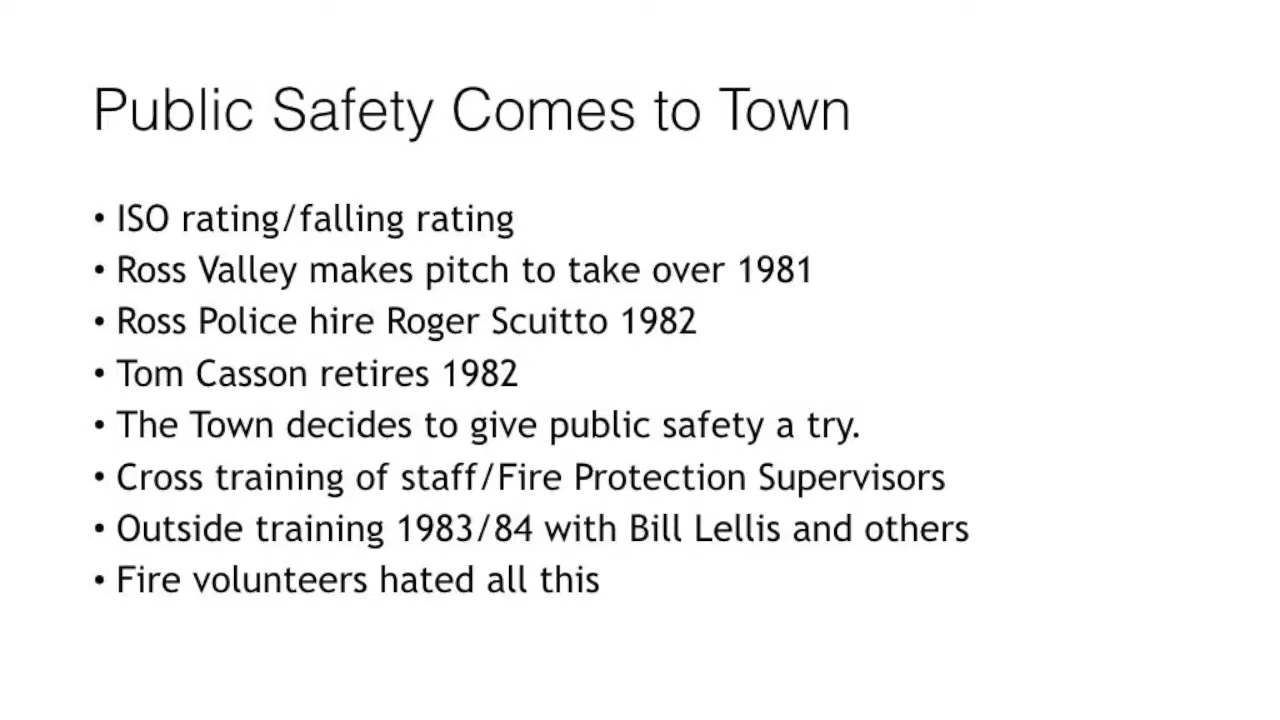 Public Safety Comes to Town
• ISO rating/falling rating
• Ross Valley makes pitch to take over 1981
• Ross Police hire Roger Scuitto 1982
• Tom Casson retires 1982
• The Town decides to give public safety a try.
• Cross training of staff/Fire Protection Supervisors
• Outside training 1983/84 with Bill Lellis and others
• Fire volunteers hated all this